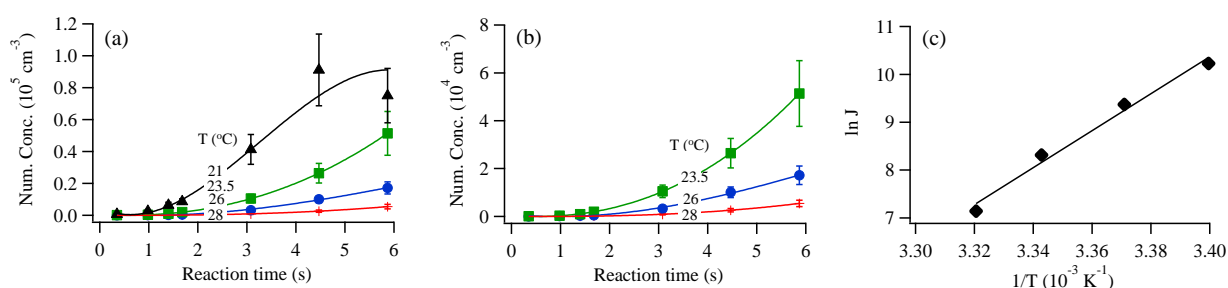 (a)
Num. Conc. (10^5 cm^-3)
1.2
1.0
0.8
0.6
0.4
0.2
0.0
T (°C)
21
23.5
26
28
0 1 2 3 4 5 6
Reaction time (s)
(b)
Num. Conc. (10^4 cm^-3)
8
6
4
2
0
T (°C)
23.5
26
28
0 1 2 3 4 5 6
Reaction time (s)
(c)
ln J
11
10
9
8
7
3.30 3.32 3.34 3.36 3.38 3.40
1/T (10^-3 K^-1)